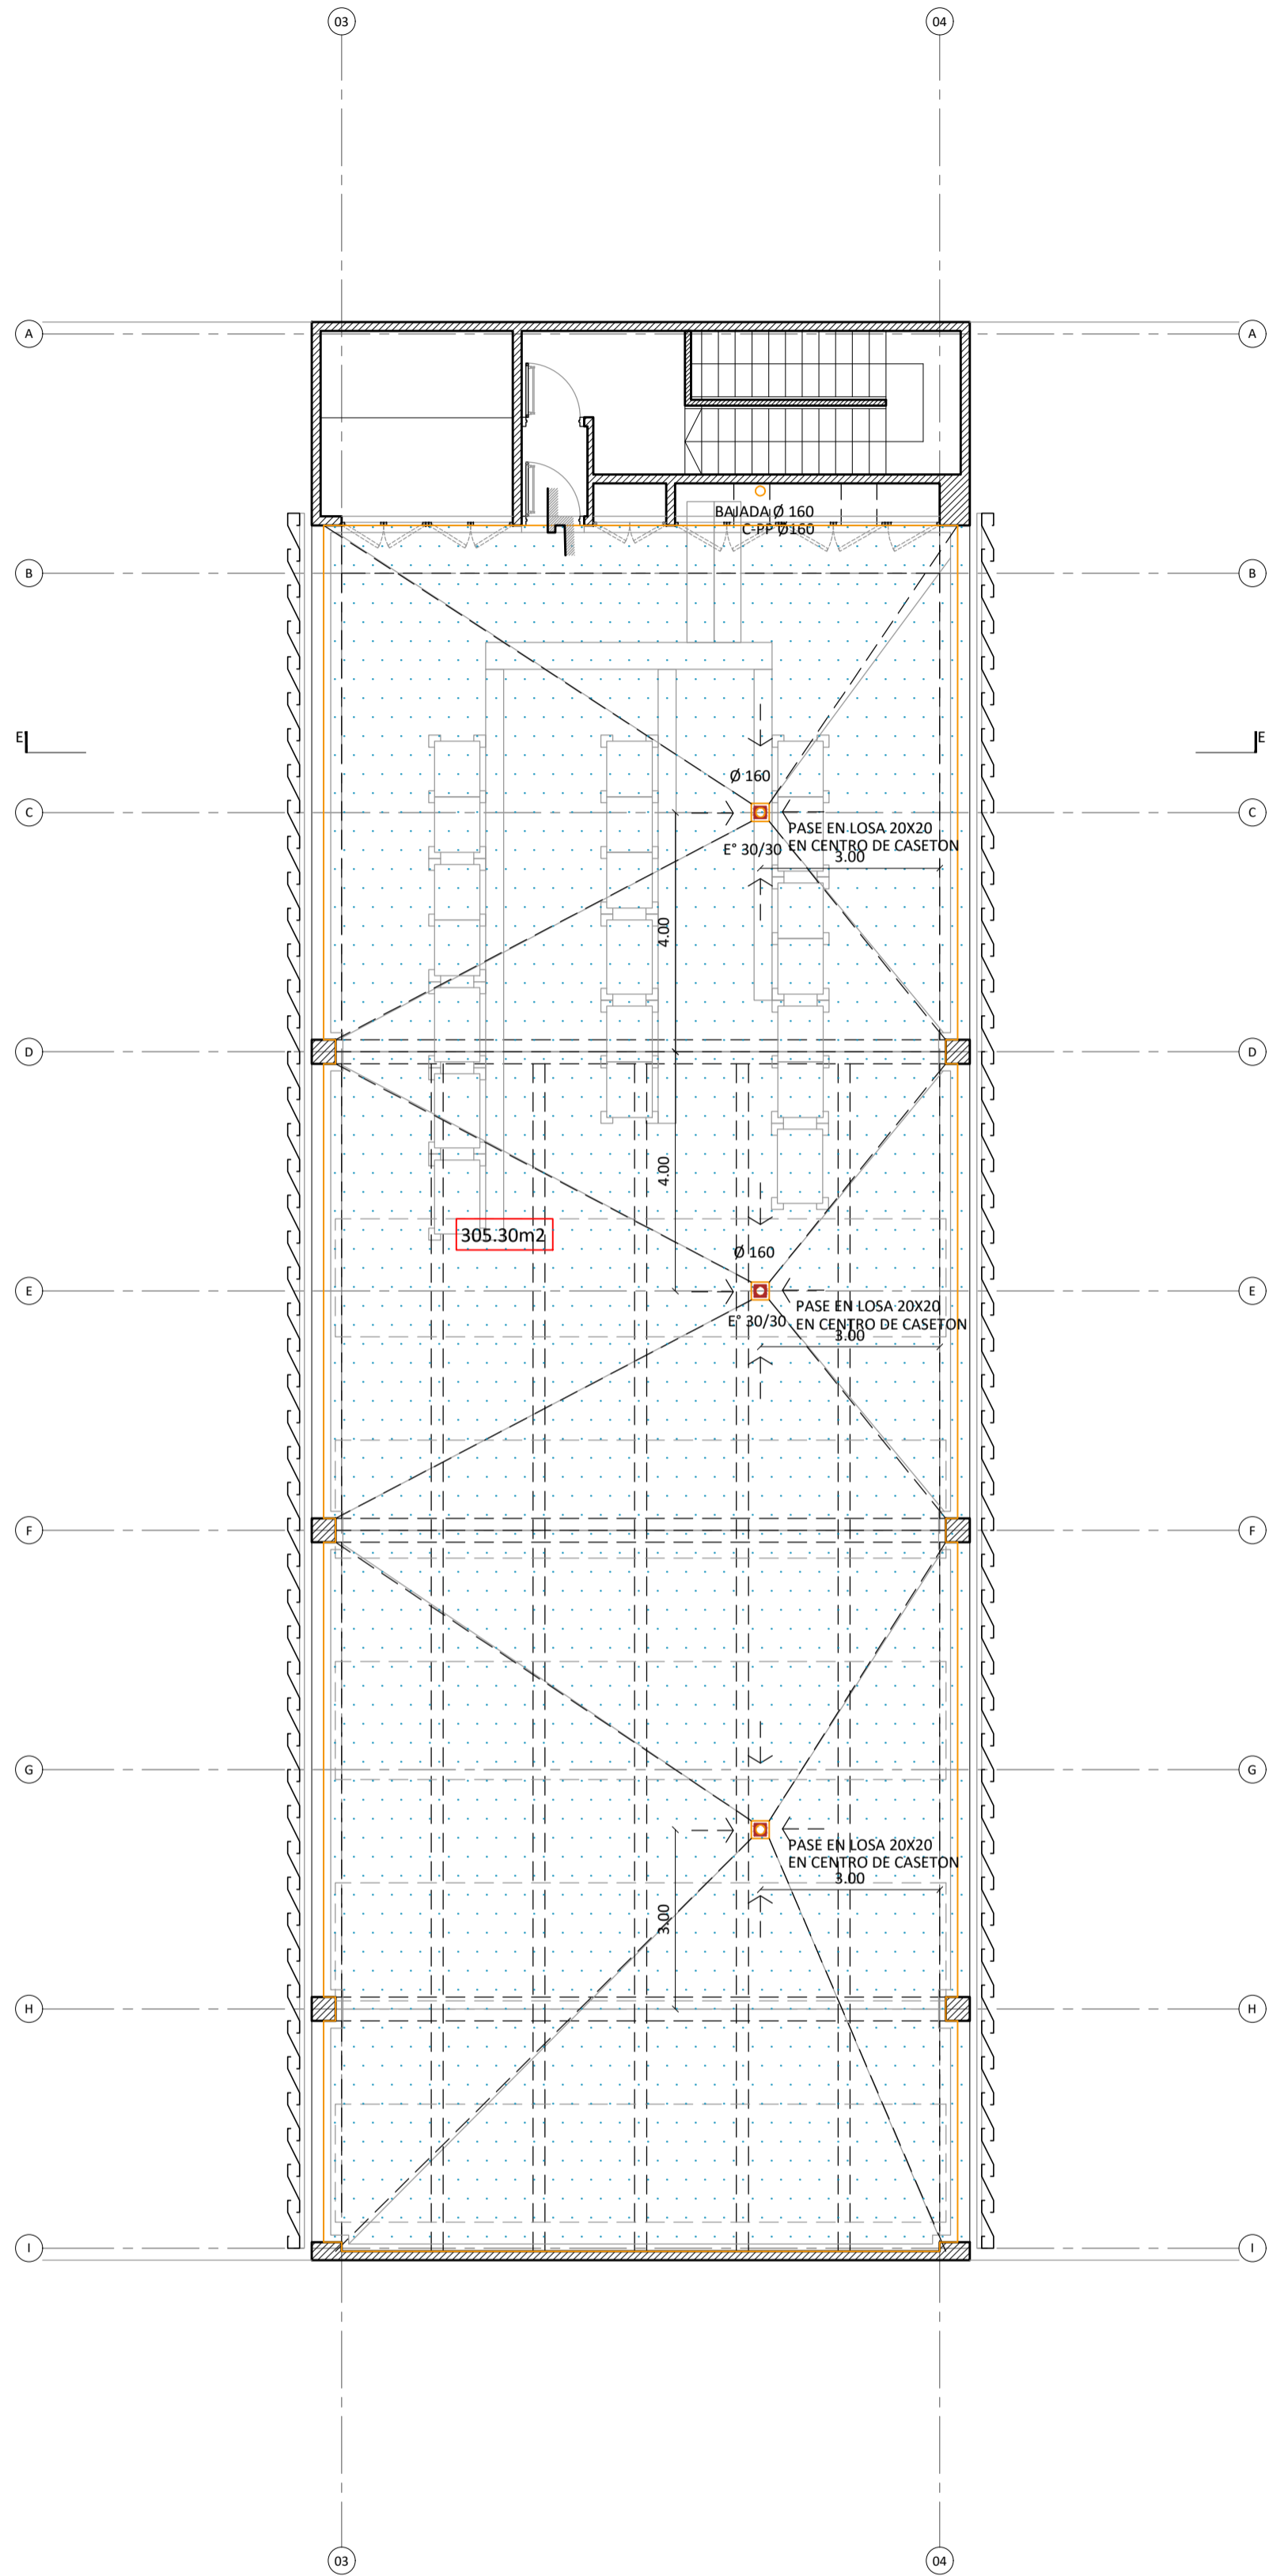 03 04
A A
BAJADA Ø 160
C-PP Ø160
B B
E E
Ø 160
C C
PASE EN LOSA 20X20
EN CENTRO DE CASETON
E° 30/30
3.00
4.00
D D
4.00
305.30m2
Ø 160
E E
PASE EN LOSA 20X20
EN CENTRO DE CASETON
E° 30/30
3.00
F F
G G
PASE EN LOSA 20X20
EN CENTRO DE CASETON
3.00
3.00
H H
I I
03 04